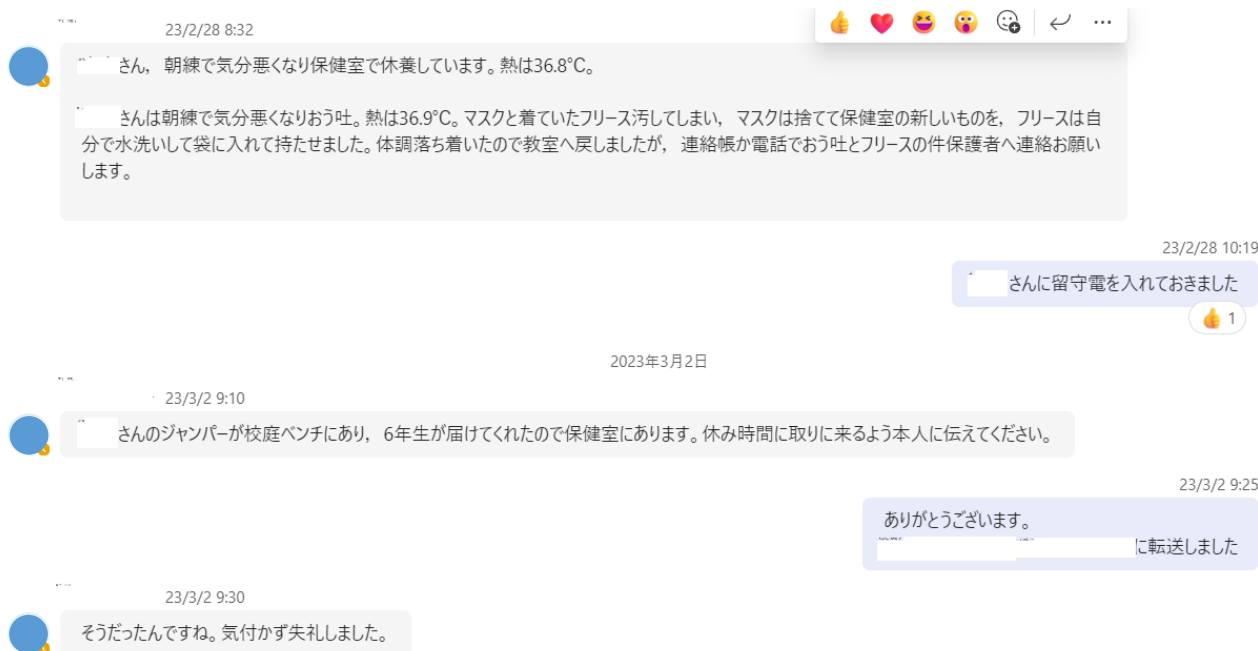 23/2/28 8:32
さん, 朝練で気分悪くなり保健室で休養しています。熱は36.8℃。
さんは朝練で気分悪くなりおう吐。熱は36.9℃。マスクと着ていたフリース汚してしまい, マスクは捨てて保健室の新しいものを, フリースは自
分で水洗いして袋に入れて持たせました。体調落ち着いたので教室へ戻しましたが, 連絡帳か電話でおう吐とフリースの件保護者へ連絡お願い
します。
23/2/28 10:19
さんに留守電を入れておきました
1
2023年3月2日
23/3/2 9:10
さんのジャンパーが校庭ベンチにあり, 6年生が届けてくれたので保健室にあります。休み時間に取りに来るよう本人に伝えてください。
23/3/2 9:25
ありがとうございます。
に転送しました
23/3/2 9:30
そうだったんですね。気付かず失礼しました。